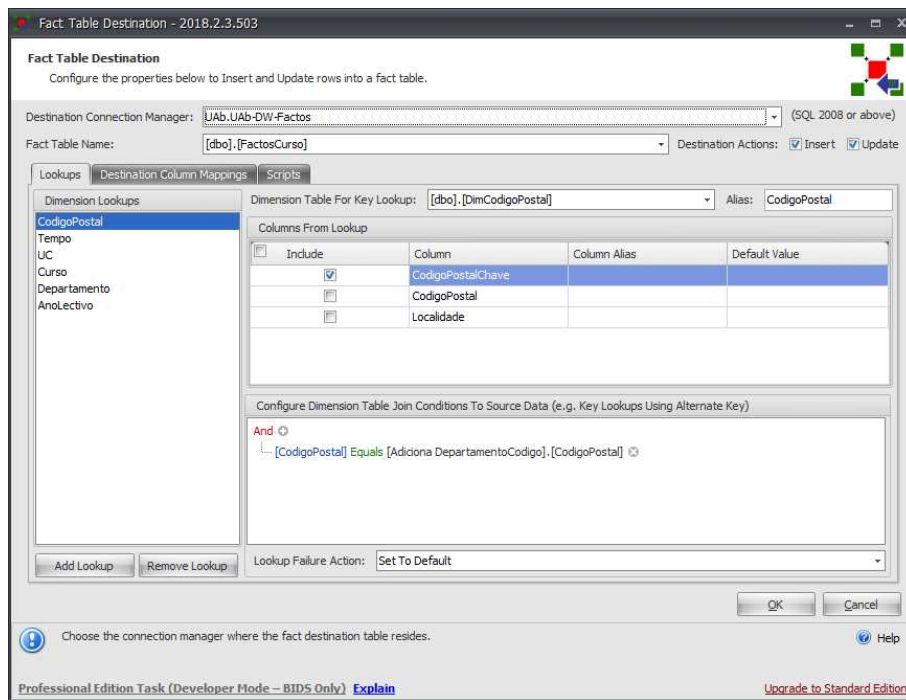 Fact Table Destination - 2018.2.3.503
Fact Table Destination
Configure the properties below to Insert and Update rows into a fact table.
Destination Connection Manager: UAb.UAb-DW-Factos (SQL 2008 or above)
Fact Table Name: [dbo].[FactosCurso] Destination Actions: Insert Update
Lookups Destination Column Mappings Scripts
Dimension Lookups Dimension Table For Key Lookup: [dbo].[DimCodigoPostal] Alias: CodigoPostal
CodigoPostal
Tempo
UC
Curso
Departamento
AnoLectivo
Columns From Lookup
Include Column Column Alias Default Value
CodigoPostalChave
CodigoPostal
Localidade
Configure Dimension Table Join Conditions To Source Data (e.g. Key Lookups Using Alternate Key)
And
[CodigoPostal] Equals [Adiciona DepartamentoCodigo].[CodigoPostal]
Add Lookup Remove Lookup Lookup Failure Action: Set To Default
OK Cancel
Choose the connection manager where the fact destination table resides. Help
Professional Edition Task (Developer Mode – BIDS Only) Explain Upgrade to Standard Edition